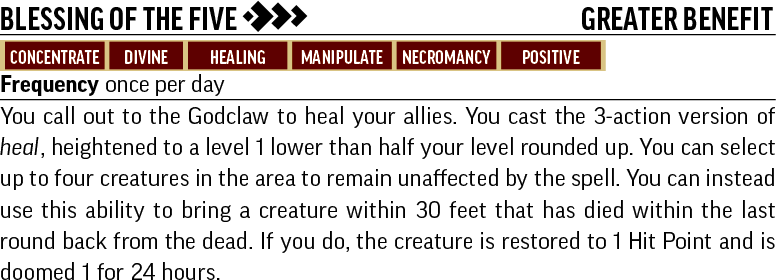 BLESSING OF THE FIVE GREATER BENEFIT
CONCENTRATE DIVINE HEALING MANIPULATE NECROMANCY POSITIVE
Frequency once per day
You call out to the Godclaw to heal your allies. You cast the 3-action version of
heal, heightened to a level 1 lower than half your level rounded up. You can select
up to four creatures in the area to remain unaffected by the spell. You can instead
use this ability to bring a creature within 30 feet that has died within the last
round back from the dead. If you do, the creature is restored to 1 Hit Point and is
doomed 1 for 24 hours.